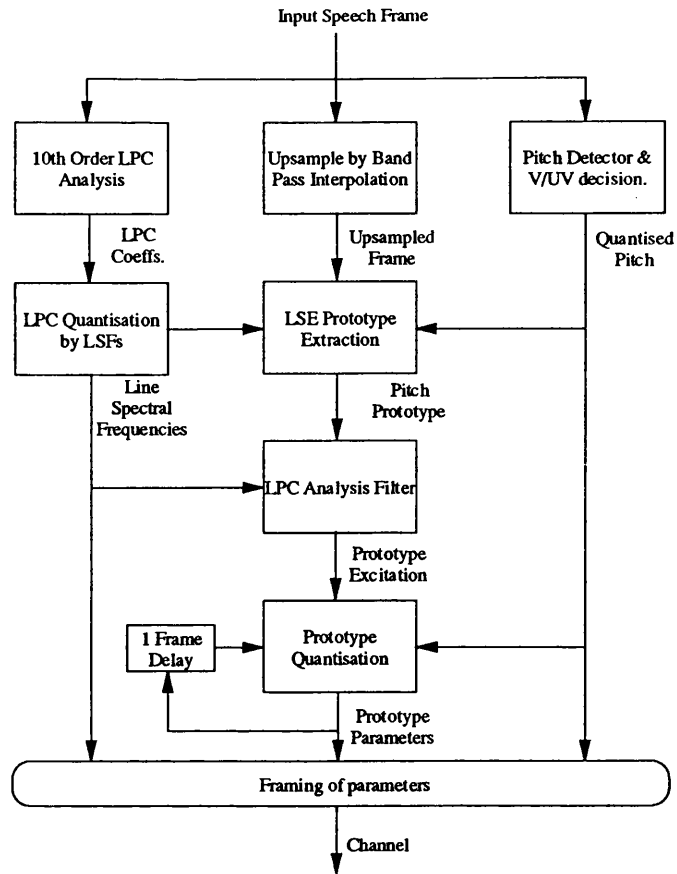 Input Speech Frame
10th Order LPC
Analysis
Upsample by Band
Pass Interpolation
Pitch Detector &
V/UV decision.
LPC
Coeffs.
Upsampled
Frame
Quantised
Pitch
LPC Quantisation
by LSFs
LSE Prototype
Extraction
Line
Spectral
Frequencies
Pitch
Prototype
LPC Analysis Filter
Prototype
Excitation
1 Frame
Delay
Prototype
Quantisation
Prototype
Parameters
Framing of parameters
Channel